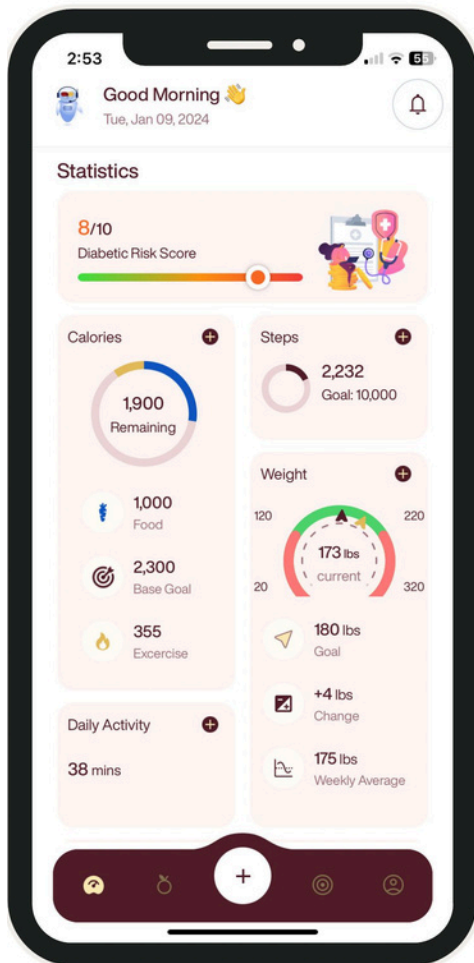 2:53
55
Good Morning 👋
Tue, Jan 09, 2024
Statistics
8/10
Diabetic Risk Score
Calories
1,900
Remaining
1,000
Food
2,300
Base Goal
355
Excercise
Daily Activity
38 mins
Steps
2,232
Goal: 10,000
Weight
120
220
173 lbs
current
20
320
180 lbs
Goal
+4 lbs
Change
175 lbs
Weekly Average